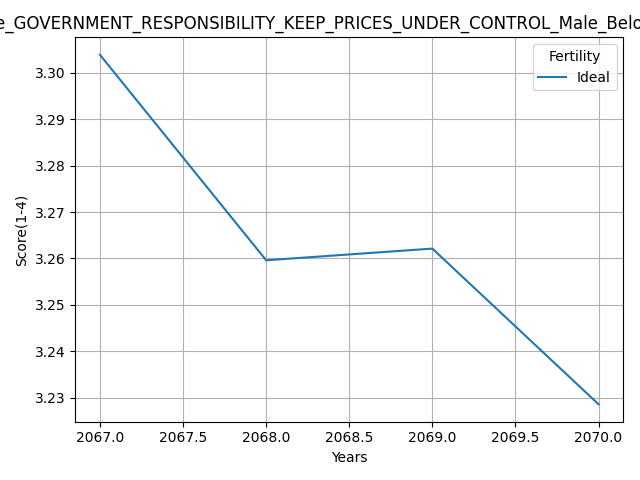 e_GOVERNMENT_RESPONSIBILITY_KEEP_PRICES_UNDER_CONTROL_Male_Belo
Fertility
Ideal
3.30
3.29
3.28
3.27
3.26
3.25
3.24
3.23
Score(1-4)
2067.0 2067.5 2068.0 2068.5 2069.0 2069.5 2070.0
Years